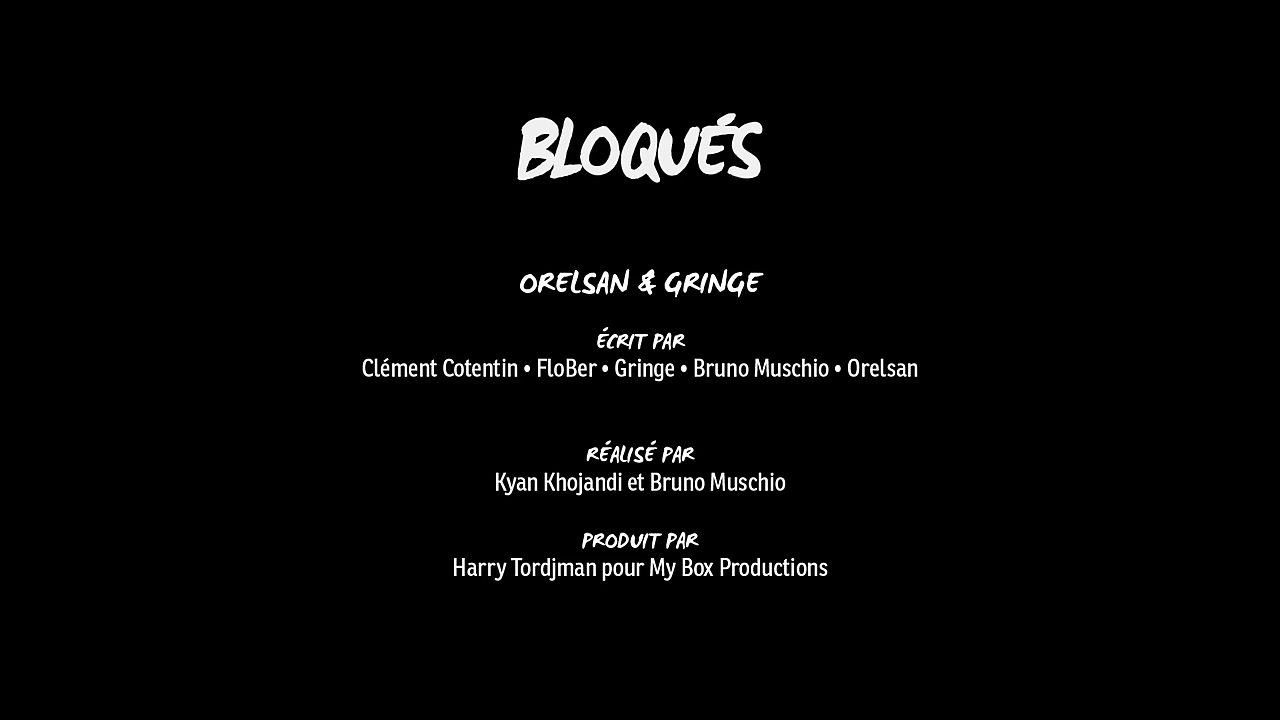 BLOQUÉS
ORELSAN & GRINGE
ÉCRIT PAR
Clément Cotentin • FloBer • Gringe • Bruno Muschio • Orelsan
RÉALISÉ PAR
Kyan Khojandi et Bruno Muschio
PRODUIT PAR
Harry Tordjman pour My Box Productions